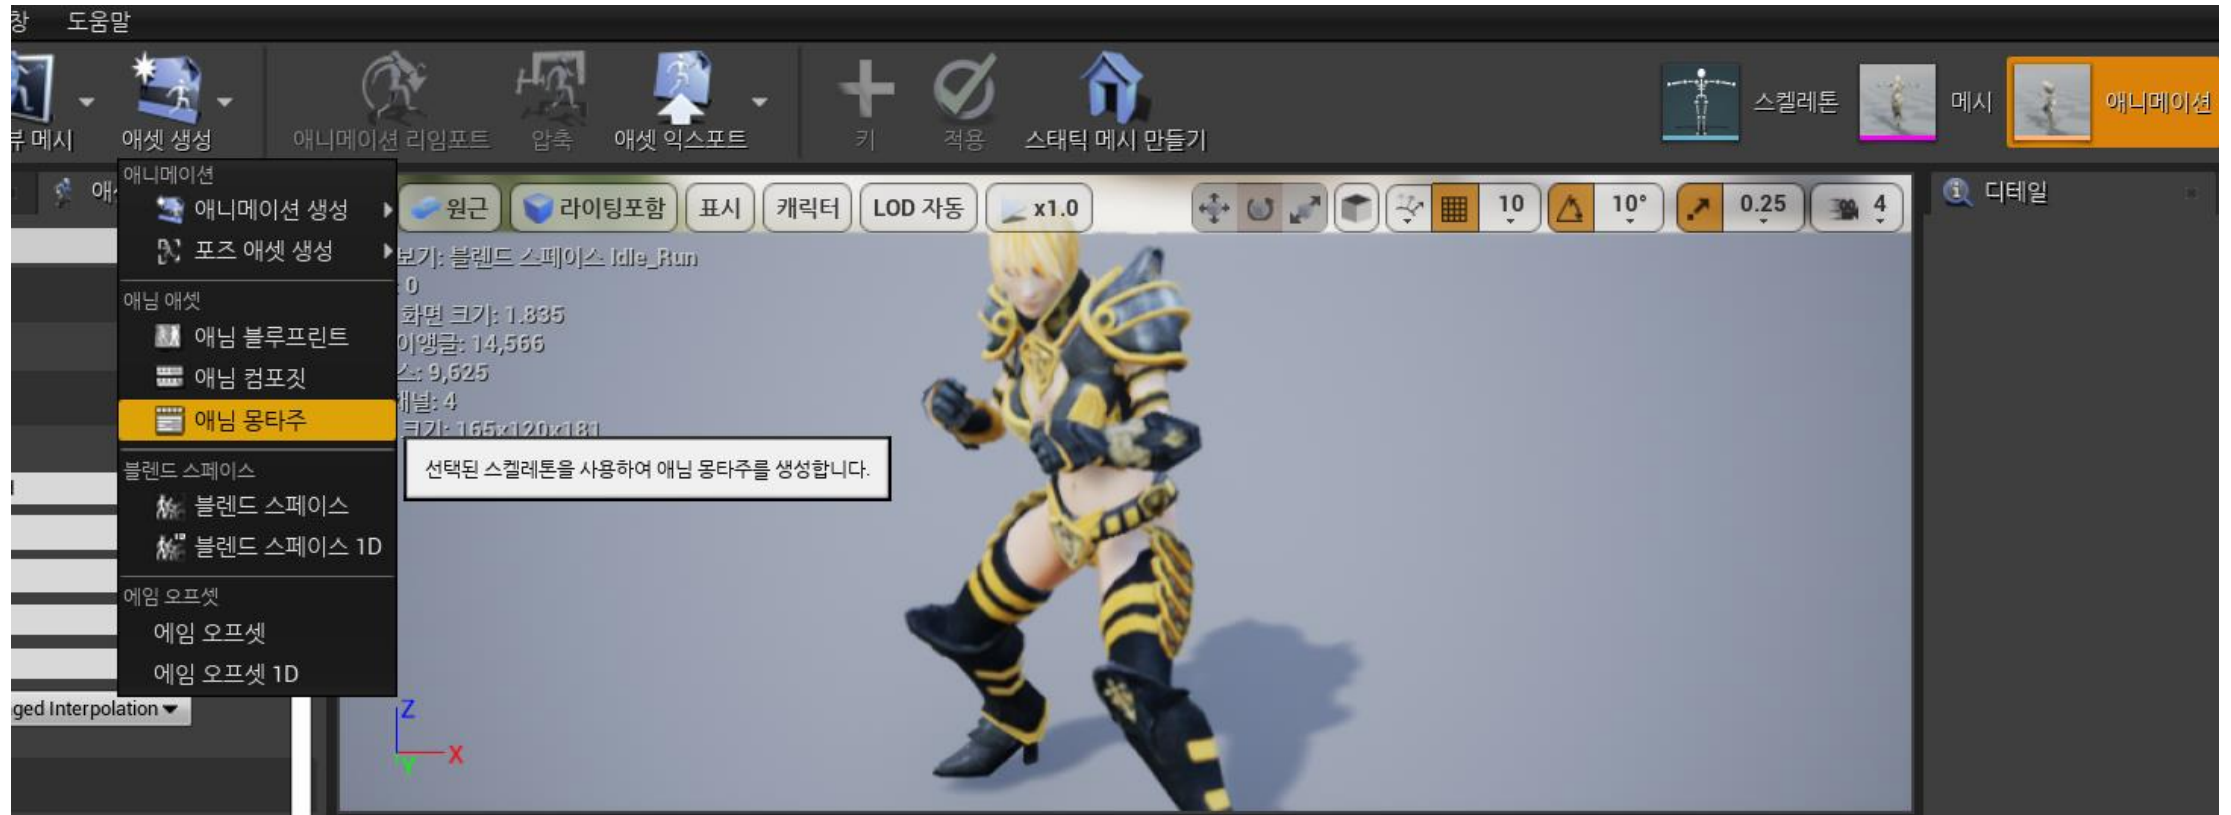 창 도움말
뷰 메시 애셋 생성 애니메이션 리임포트 압축 애셋 익스포트 키 적용 스태틱 메시 만들기 스켈레톤 메시 애니메이션
애니메이션
애니메이션 생성
포즈 애셋 생성
애님 애셋
애님 블루프린트
애님 컴포짓
애님 몽타주
블렌드 스페이스
블렌드 스페이스
블렌드 스페이스 1D
에임 오프셋
에임 오프셋
에임 오프셋 1D
ged Interpolation
원근 라이팅포함 표시 캐릭터 LOD 자동 x1.0 10 10° 0.25 4
보기: 블렌드 스페이스 Idle_Run
: 0
화면 크기: 1.835
이앵글: 14,566
스: 9,625
채널: 4
크기: 165x120x181
선택된 스켈레톤을 사용하여 애님 몽타주를 생성합니다.
Z
X
Y
디테일